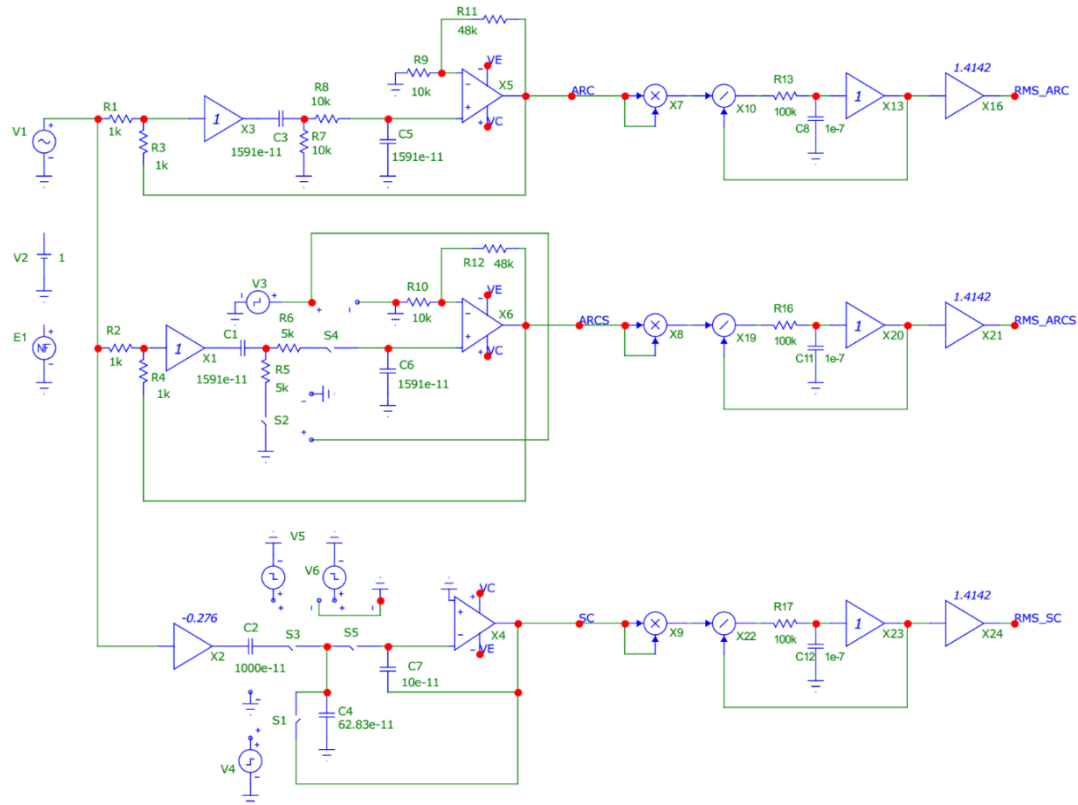 R11
48k
R9
10k
VE
X5
VC
ARC
X7
X10
R13
100k
C8
1e-7
1
X13
1.4142
X16
RMS_ARC
V1
R1
1k
R3
1k
1
X3
C3
1591e-11
R8
10k
R7
10k
C5
1591e-11
V2
1
E1
NF
V3
R12
48k
R10
10k
VE
X6
VC
ARCS
X8
X19
R16
100k
C11
1e-7
1
X20
1.4142
X21
RMS_ARCS
R2
1k
R4
1k
1
X1
C1
1591e-11
R6
5k
R5
5k
S4
S2
C6
1591e-11
V5
V6
VC
X4
VE
SC
X9
X22
R17
100k
C12
1e-7
1
X23
1.4142
X24
RMS_SC
-0.276
X2
C2
1000e-11
S3
S5
C7
10e-11
S1
C4
62.83e-11
V4